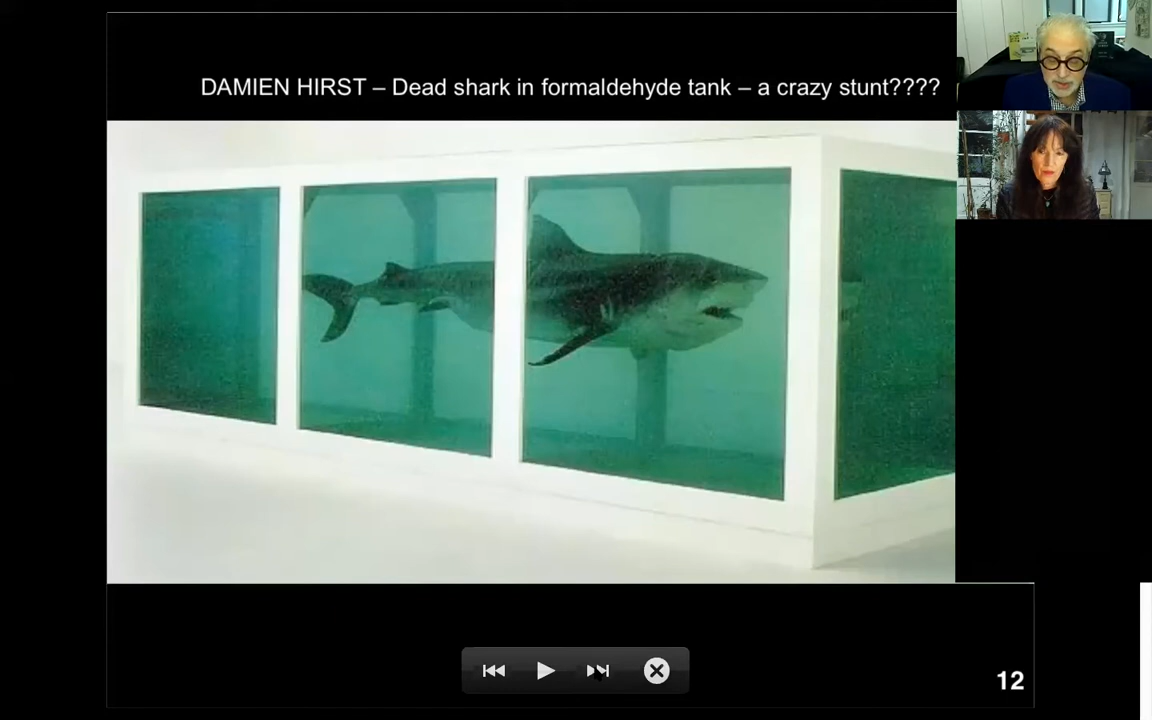 DAMIEN HIRST – Dead shark in formaldehyde tank – a crazy stunt????
12